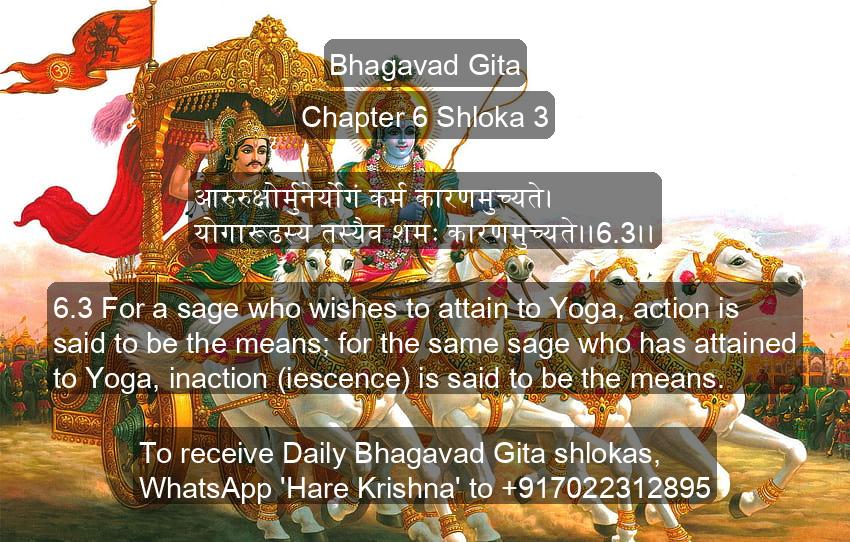 Bhagavad Gita
Chapter 6 Shloka 3
आरुरुक्षोर्मुनेर्योगं कर्म कारणमुच्यते।
योगारूढस्य तस्यैव शमः कारणमुच्यते।।6.3।।
6.3 For a sage who wishes to attain to Yoga, action is
said to be the means; for the same sage who has attained
to Yoga, inaction (iescence) is said to be the means.
To receive Daily Bhagavad Gita shlokas,
WhatsApp 'Hare Krishna' to +917022312895